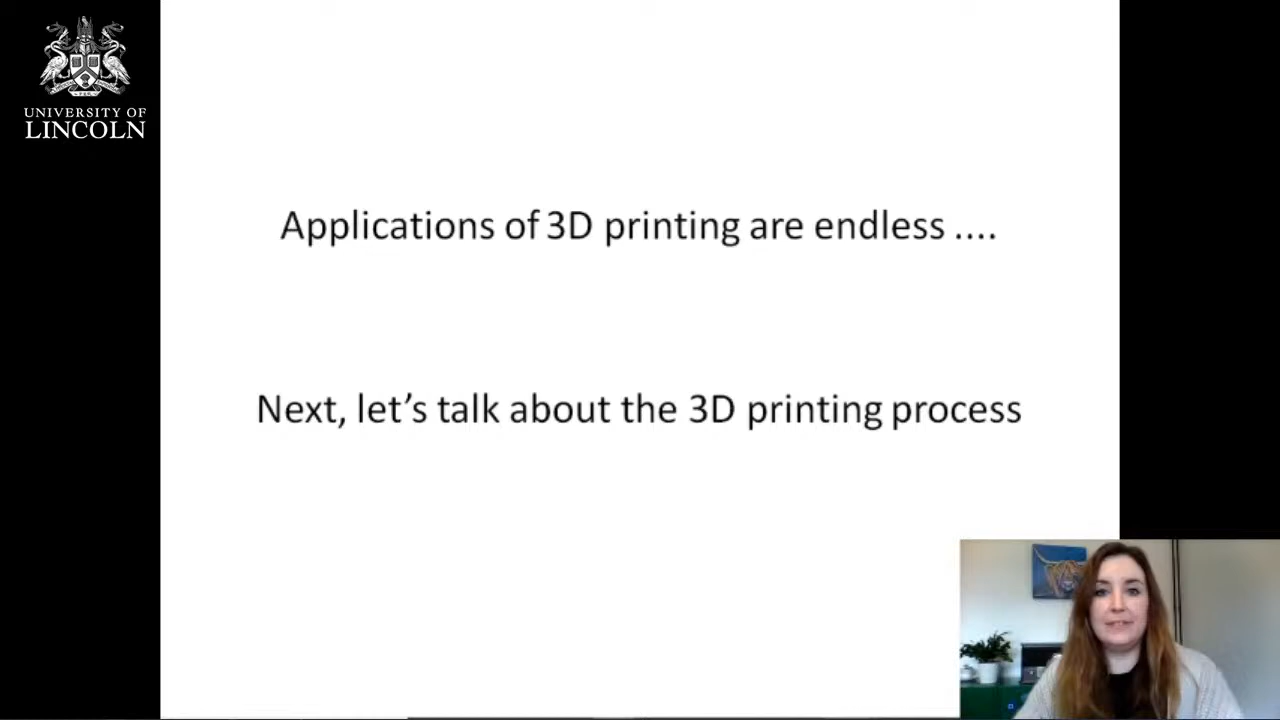 UNIVERSITY OF
LINCOLN
Applications of 3D printing are endless ....
Next, let’s talk about the 3D printing process